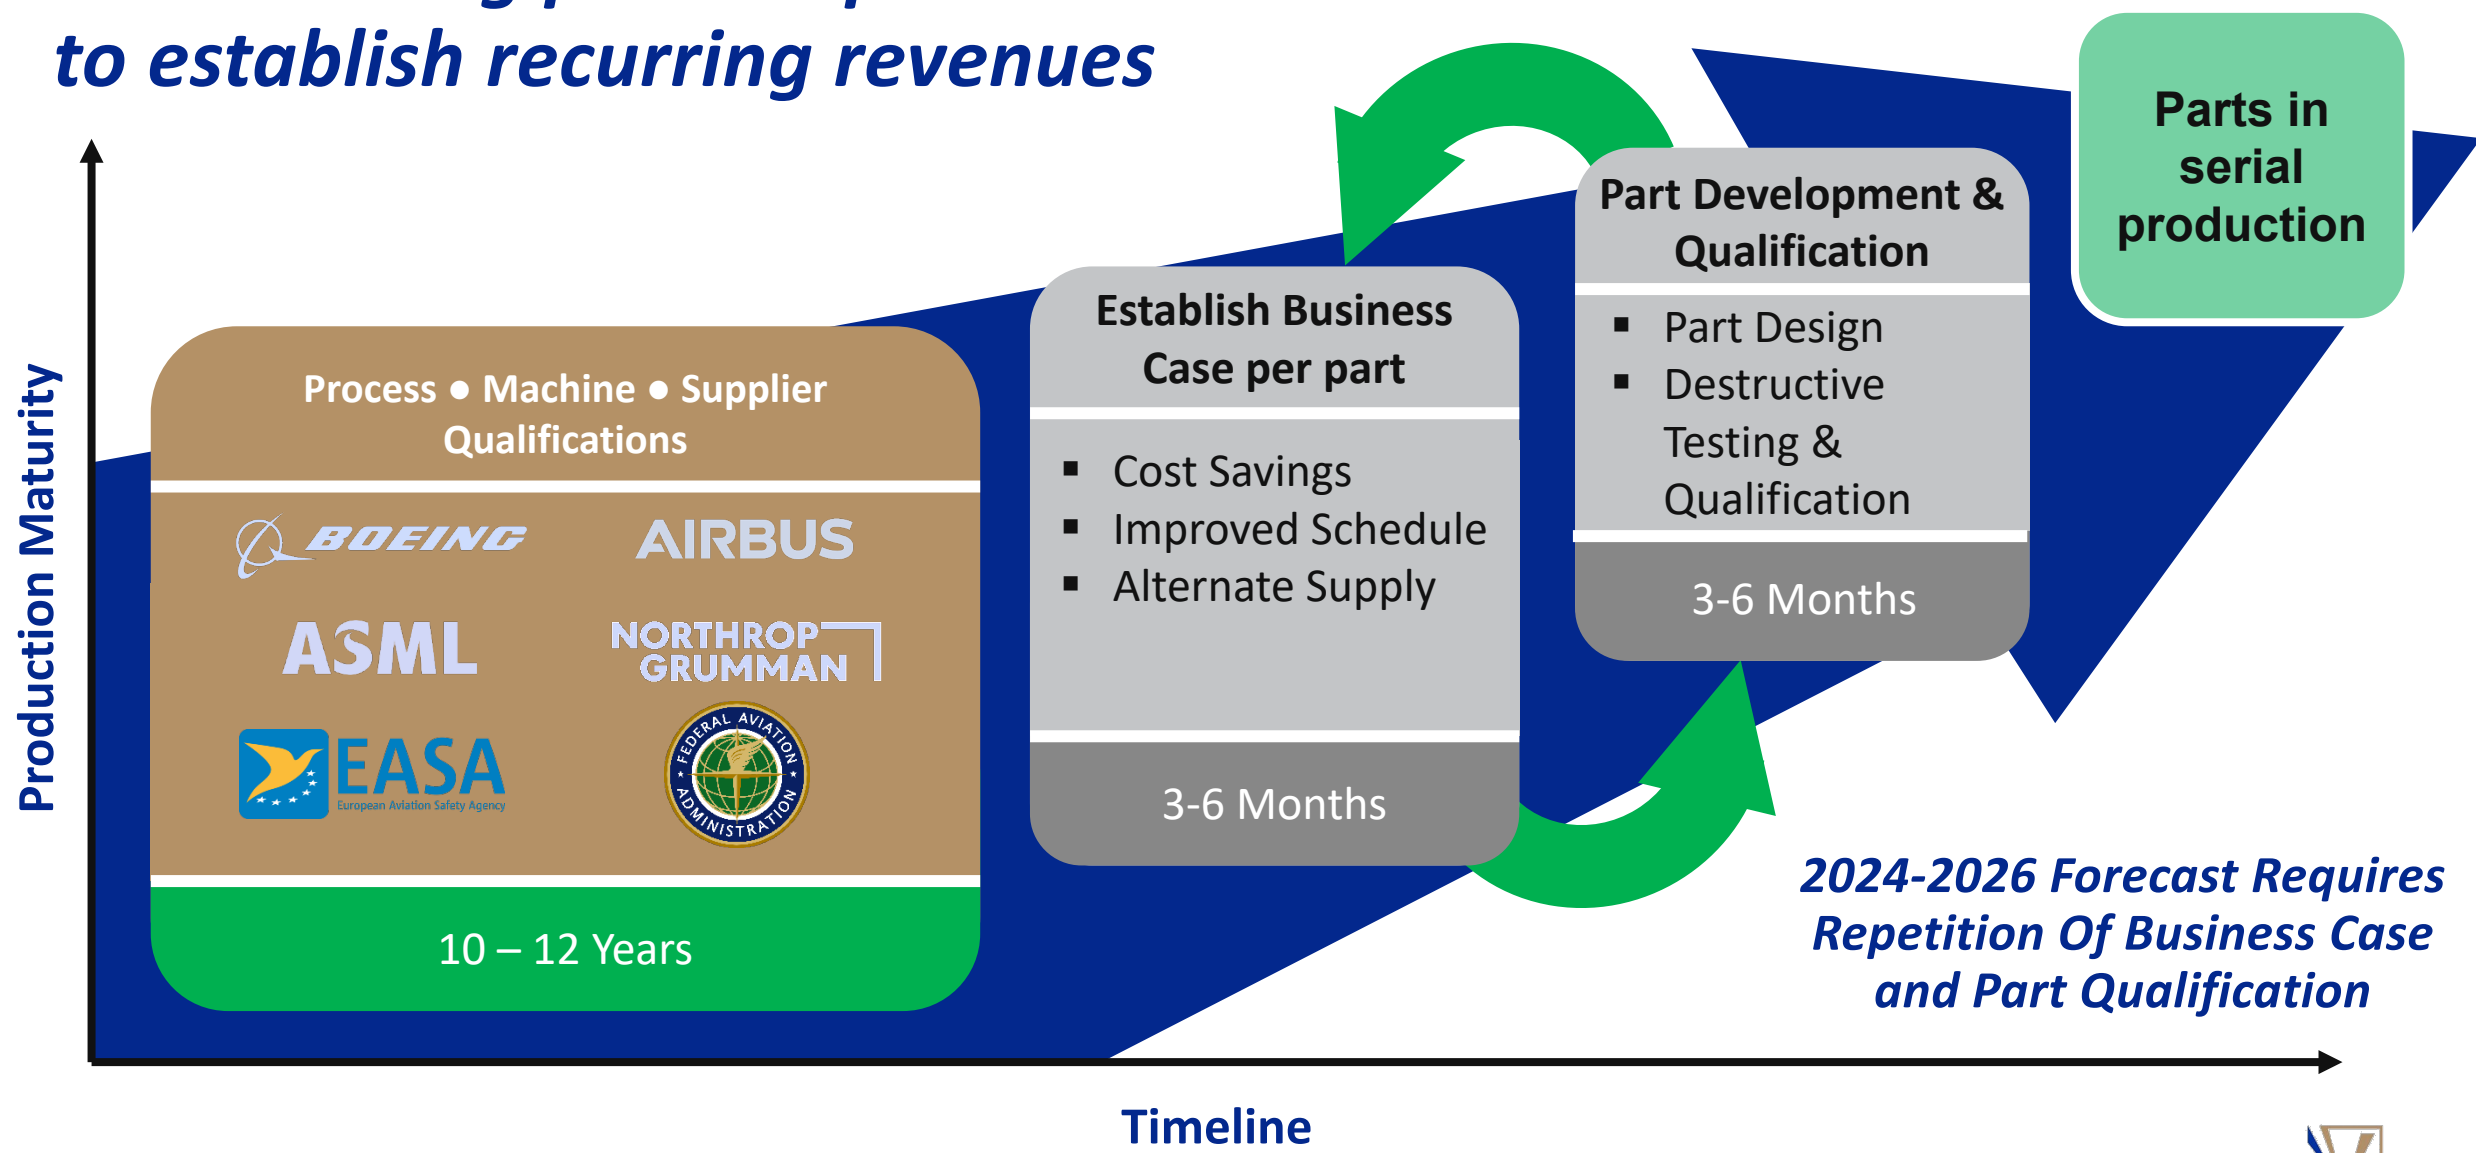 to establish recurring revenues
Production Maturity
Process ● Machine ● Supplier
Qualifications
BOEING
AIRBUS
ASML
NORTHROP
GRUMMAN
EASA
European Aviation Safety Agency
FEDERAL AVIATION
ADMINISTRATION
10 – 12 Years
Establish Business
Case per part
▪ Cost Savings
▪ Improved Schedule
▪ Alternate Supply
3-6 Months
Part Development &
Qualification
▪ Part Design
▪ Destructive
Testing &
Qualification
3-6 Months
Parts in
serial
production
2024-2026 Forecast Requires
Repetition Of Business Case
and Part Qualification
Timeline